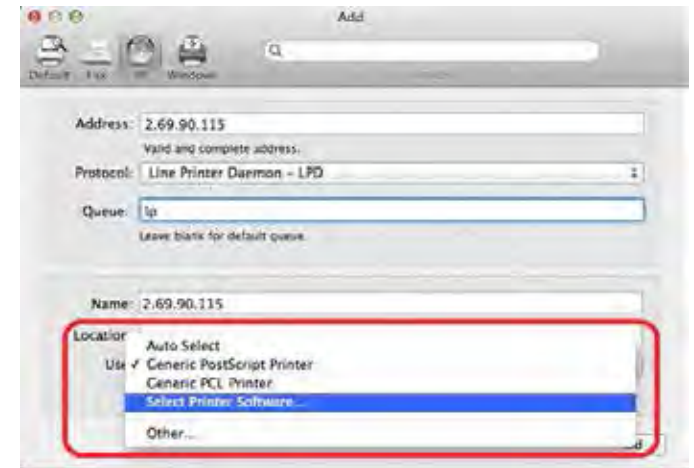 Add
Default Fax IP Windows
Address: 2.69.90.115
Valid and complete address.
Protocol: Line Printer Daemon - LPD
Queue: lp
Leave blank for default queue.
Name: 2.69.90.115
Location
Use ✓ Generic PostScript Printer
Auto Select
Generic PCL Printer
Select Printer Software...
Other...